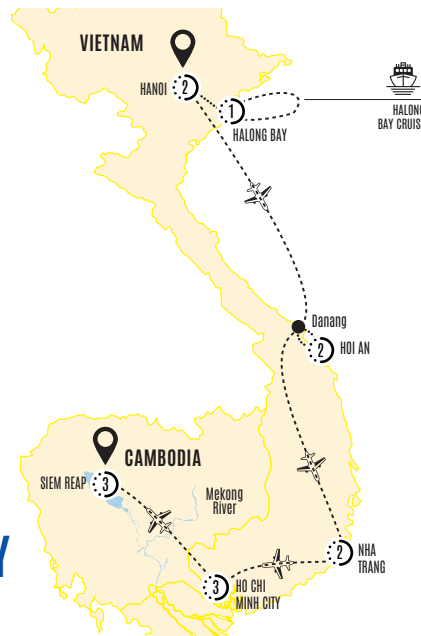 VIETNAM
HANOI
2
1
HALONG BAY
HALONG
BAY CRUIS
Danang
2
HOI AN
CAMBODIA
SIEM REAP
3
Mekong
River
2
NHA
TRANG
3
HO CHI
MINH CITY
Y